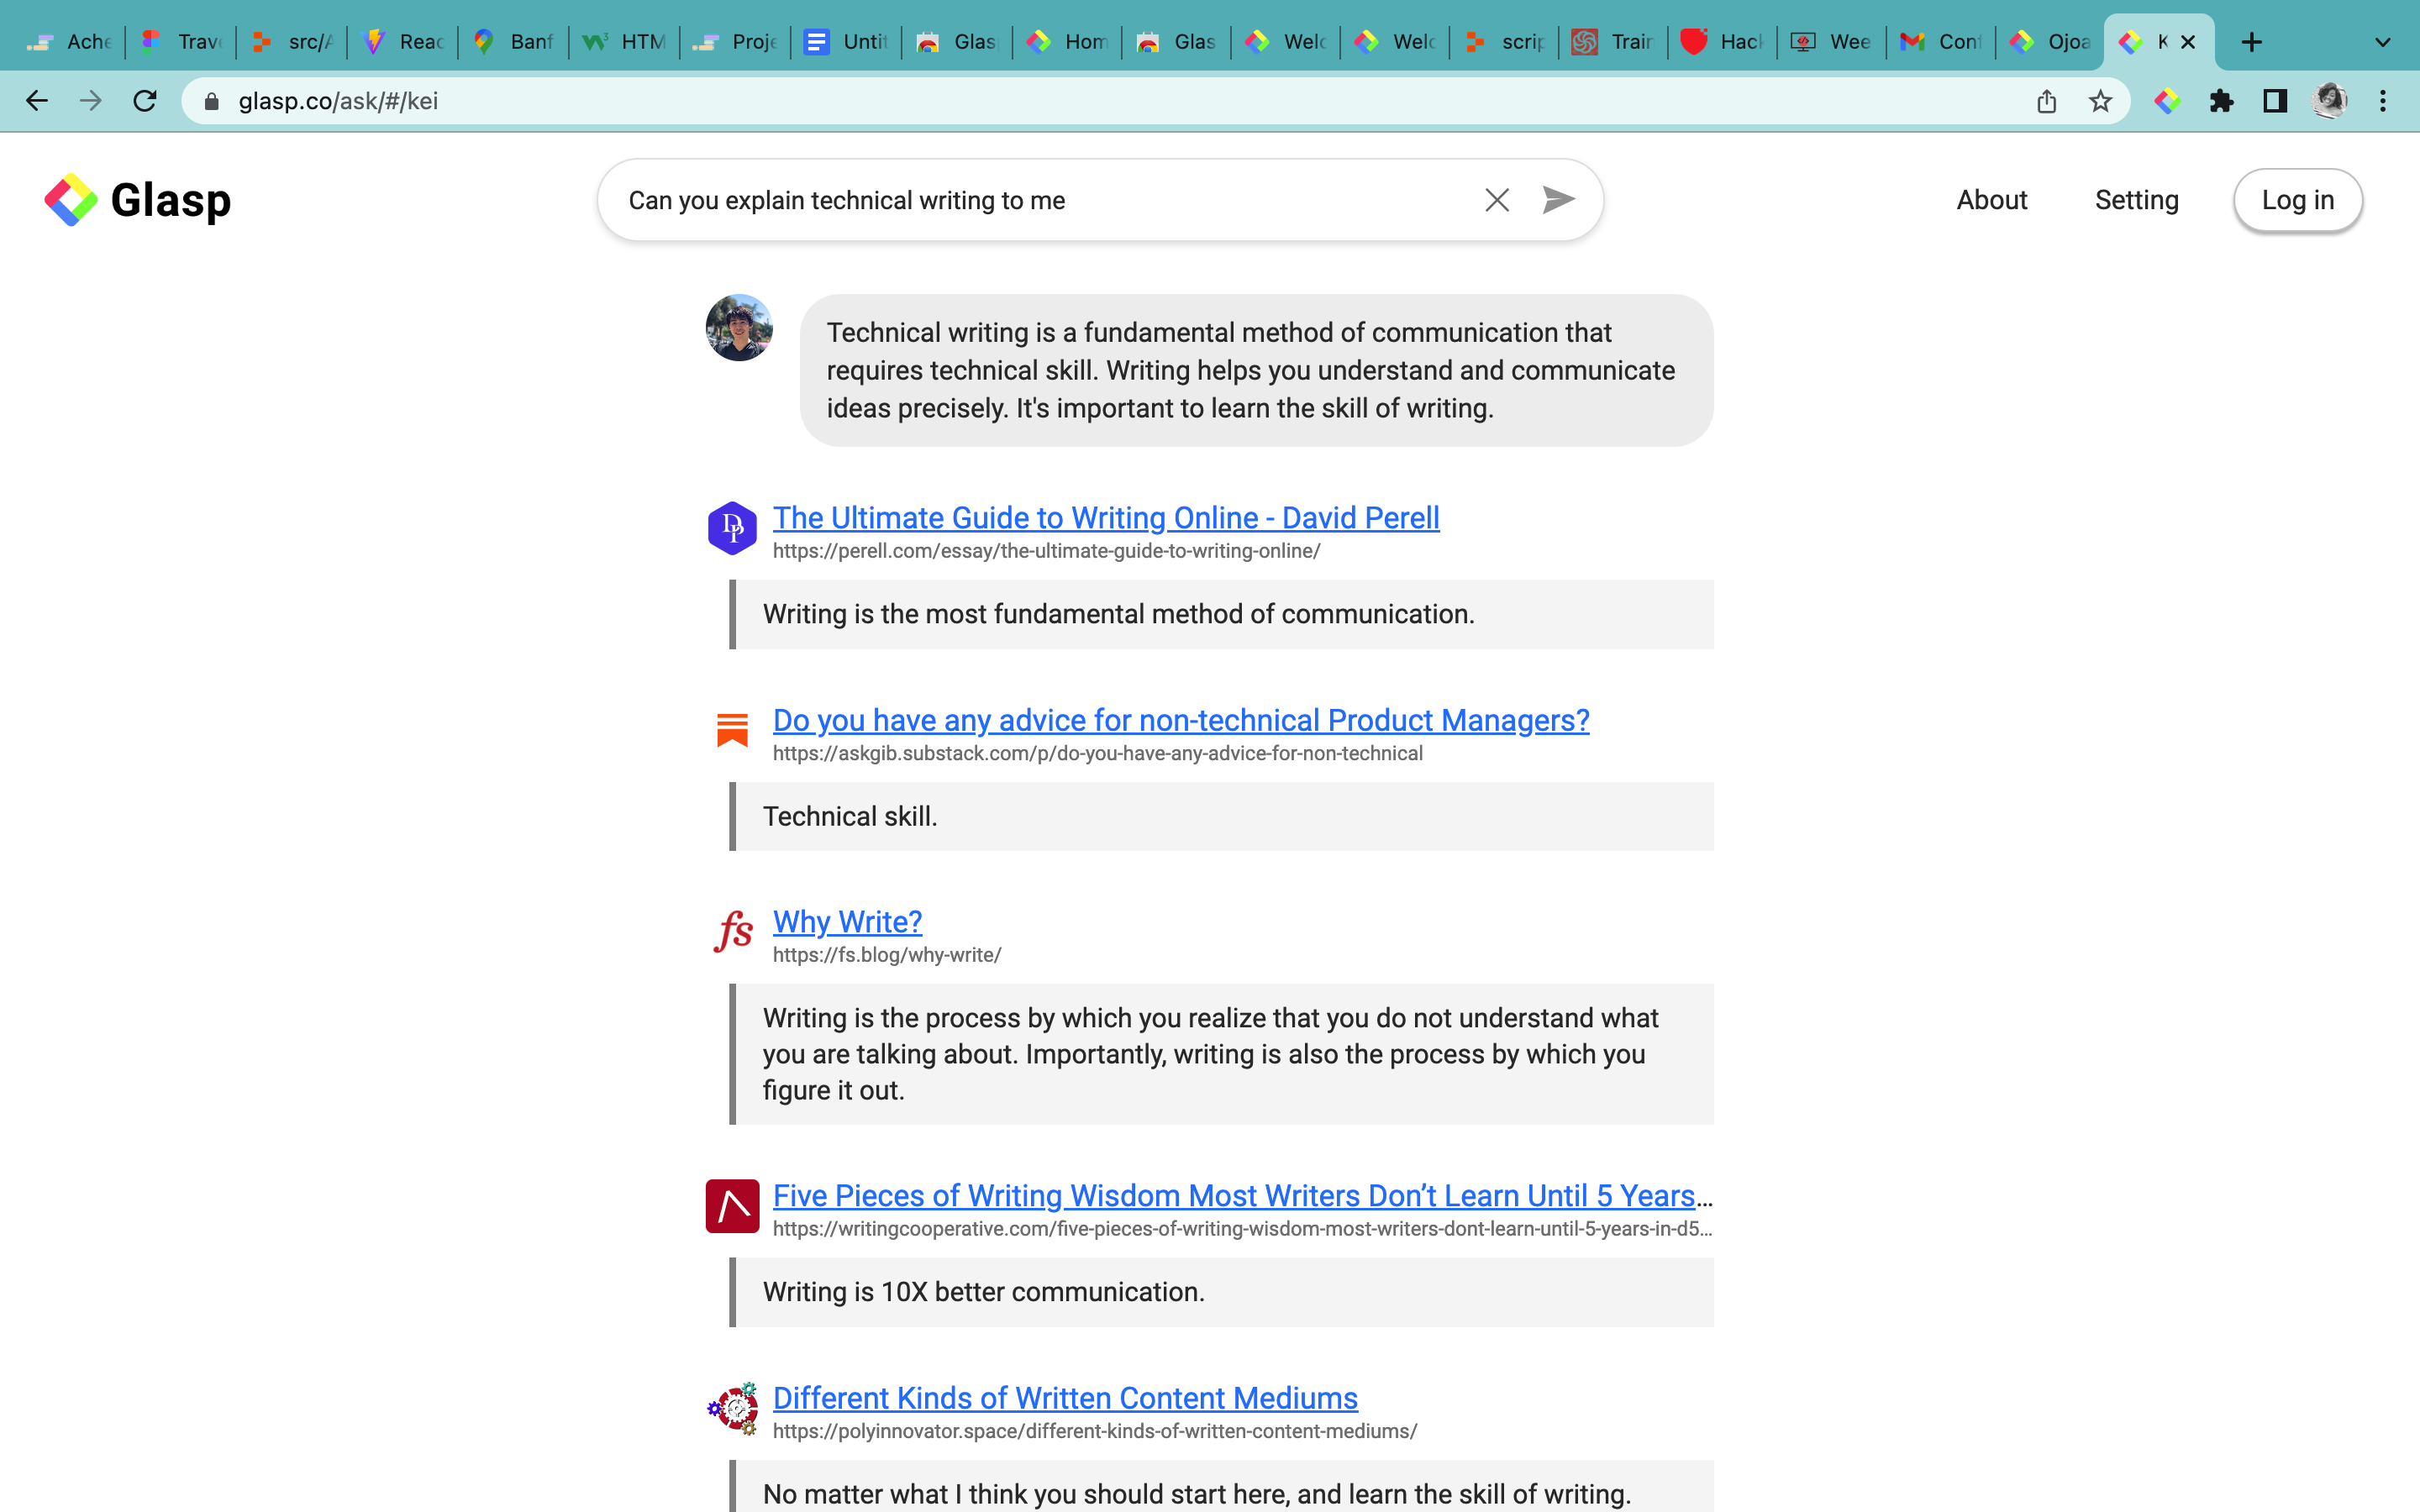 Ache
Trav
src/A
Reac
Banf
HTM
Proje
Untit
Glas
Hom
Glas
Welc
Welc
scrip
Train
Hack
Wee
Cont
Ojoa
K
glasp.co/ask/#/kei
Glasp
Can you explain technical writing to me
About
Setting
Log in
Technical writing is a fundamental method of communication that
requires technical skill. Writing helps you understand and communicate
ideas precisely. It's important to learn the skill of writing.
The Ultimate Guide to Writing Online - David Perell
https://perell.com/essay/the-ultimate-guide-to-writing-online/
Writing is the most fundamental method of communication.
Do you have any advice for non-technical Product Managers?
https://askgib.substack.com/p/do-you-have-any-advice-for-non-technical
Technical skill.
fs
Why Write?
https://fs.blog/why-write/
Writing is the process by which you realize that you do not understand what
you are talking about. Importantly, writing is also the process by which you
figure it out.
Five Pieces of Writing Wisdom Most Writers Don’t Learn Until 5 Years...
https://writingcooperative.com/five-pieces-of-writing-wisdom-most-writers-dont-learn-until-5-years-in-d5...
Writing is 10X better communication.
Different Kinds of Written Content Mediums
https://polyinnovator.space/different-kinds-of-written-content-mediums/
No matter what I think you should start here, and learn the skill of writing.